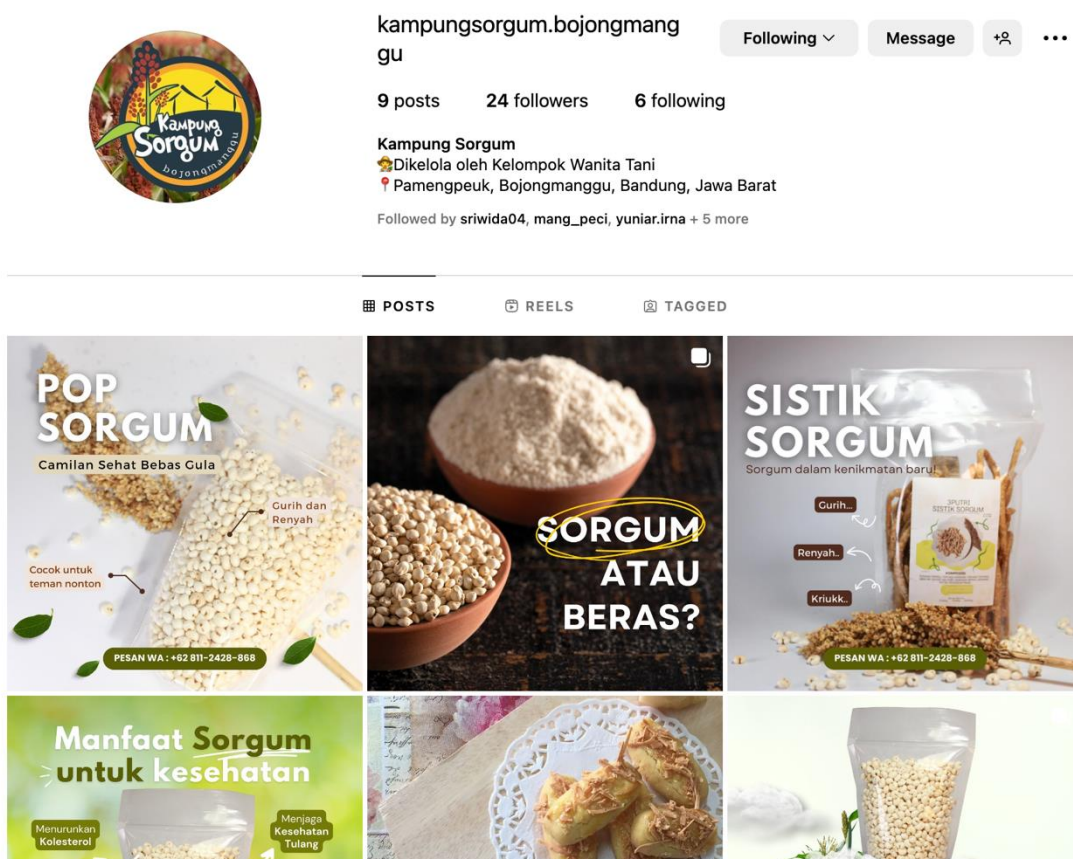 kampungsorgum.bojongmang
gu
Following
Message
9 posts 24 followers 6 following
Kampung Sorgum
Dikelola oleh Kelompok Wanita Tani
Pamengpeuk, Bojongmanggu, Bandung, Jawa Barat
Followed by sriwida04, mang_peci, yuniar.irna + 5 more
Kampung
Sorgum
bojongmanggu
POSTS
REELS
TAGGED
POP
SORGUM
Camilan Sehat Bebas Gula
Gurih dan
Renyah
Cocok untuk
teman nonton
PESAN WA : +62 811-2428-868
SORGUM
ATAU
BERAS?
SISTIK
SORGUM
Sorgum dalam kenikmatan baru!
Gurih...
Renyah..
Kriukk..
3PUTRI
SISTIK SORGUM
PESAN WA : +62 811-2428-868
Manfaat Sorgum
untuk kesehatan
Menurunkan
Kolesterol
Menjaga
Kesehatan
Tulang